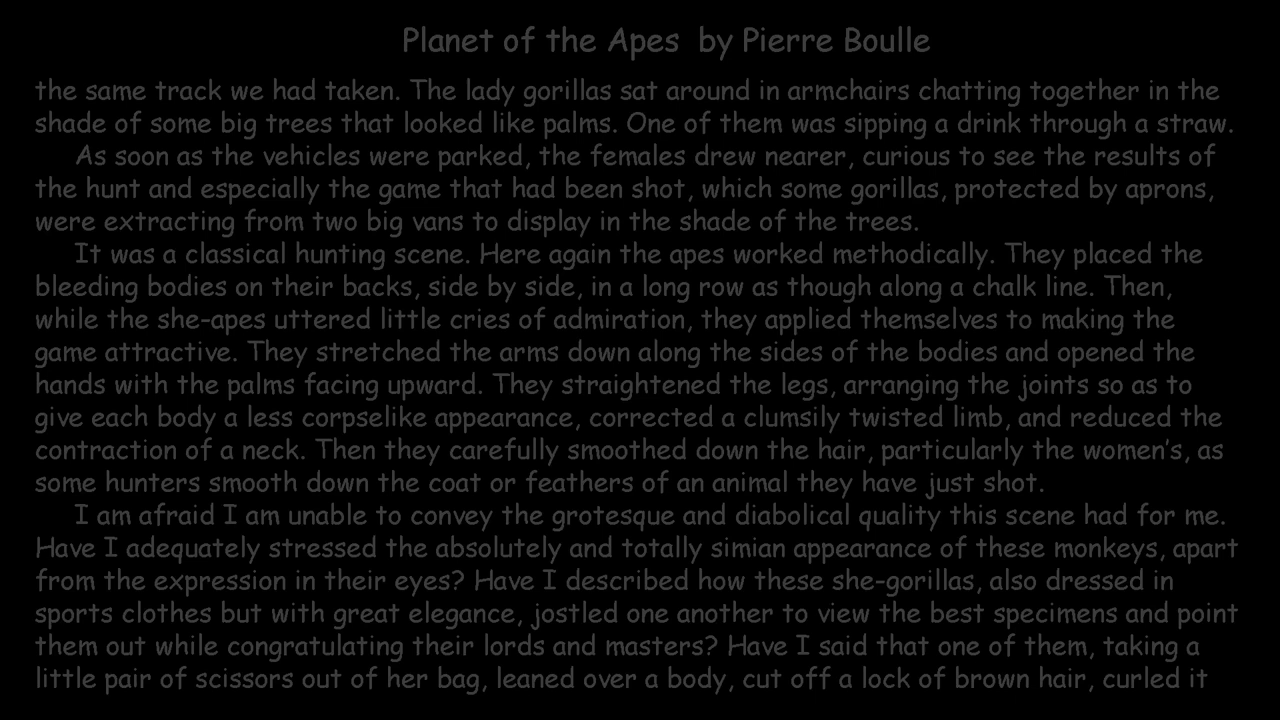 Planet of the Apes by Pierre Boulle
the same track we had taken. The lady gorillas sat around in armchairs chatting together in the
shade of some big trees that looked like palms. One of them was sipping a drink through a straw.
As soon as the vehicles were parked, the females drew nearer, curious to see the results of
the hunt and especially the game that had been shot, which some gorillas, protected by aprons,
were extracting from two big vans to display in the shade of the trees.
It was a classical hunting scene. Here again the apes worked methodically. They placed the
bleeding bodies on their backs, side by side, in a long row as though along a chalk line. Then,
while the she-apes uttered little cries of admiration, they applied themselves to making the
game attractive. They stretched the arms down along the sides of the bodies and opened the
hands with the palms facing upward. They straightened the legs, arranging the joints so as to
give each body a less corpselike appearance, corrected a clumsily twisted limb, and reduced the
contraction of a neck. Then they carefully smoothed down the hair, particularly the women's, as
some hunters smooth down the coat or feathers of an animal they have just shot.
I am afraid I am unable to convey the grotesque and diabolical quality this scene had for me.
Have I adequately stressed the absolutely and totally simian appearance of these monkeys, apart
from the expression in their eyes? Have I described how these she-gorillas, also dressed in
sports clothes but with great elegance, jostled one another to view the best specimens and point
them out while congratulating their lords and masters? Have I said that one of them, taking a
little pair of scissors out of her bag, leaned over a body, cut off a lock of brown hair, curled it